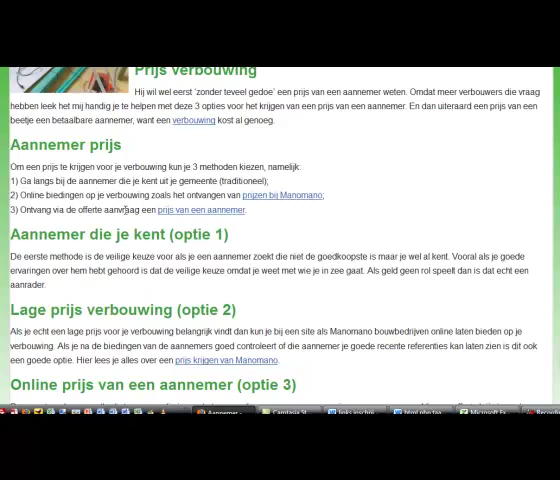 Prijs verbouwing
Hij wil wel eerst 'zonder teveel gedoe' een prijs van een aannemer weten. Omdat meer verbouwers die vraag
hebben leek het mij handig je te helpen met deze 3 opties voor het krijgen van een prijs van een aannemer. En dan uiteraard een prijs van een
beetje een betaalbare aannemer, want een verbouwing kost al genoeg.
Aannemer prijs
Om een prijs te krijgen voor je verbouwing kun je 3 methoden kiezen, namelijk:
1) Ga langs bij de aannemer die je kent uit je gemeente (traditioneel);
2) Online biedingen op je verbouwing zoals het ontvangen van prijzen bij Manomano;
3) Ontvang via de offerte aanvraag een prijs van een aannemer.
Aannemer die je kent (optie 1)
De eerste methode is de veilige keuze voor als je een aannemer zoekt die niet de goedkoopste is maar je wel al kent. Vooral als je goede
ervaringen over hem hebt gehoord is dat de veilige keuze omdat je weet met wie je in zee gaat. Als geld geen rol speelt dan is dat echt een
aanrader.
Lage prijs verbouwing (optie 2)
Als je echt een lage prijs voor je verbouwing belangrijk vindt dan kun je bij een site als Manomano bouwbedrijven online laten bieden op je
verbouwing. Als je na de biedingen van de aannemers goed controleert of die aannemer je goede recente referenties kan laten zien is dit ook
een goede optie. Hier lees je alles over een prijs krijgen van Manomano.
Online prijs van een aannemer (optie 3)
Aannemer - Camtasia St... links inschrij... html php taa... Microsoft Ex... Recording